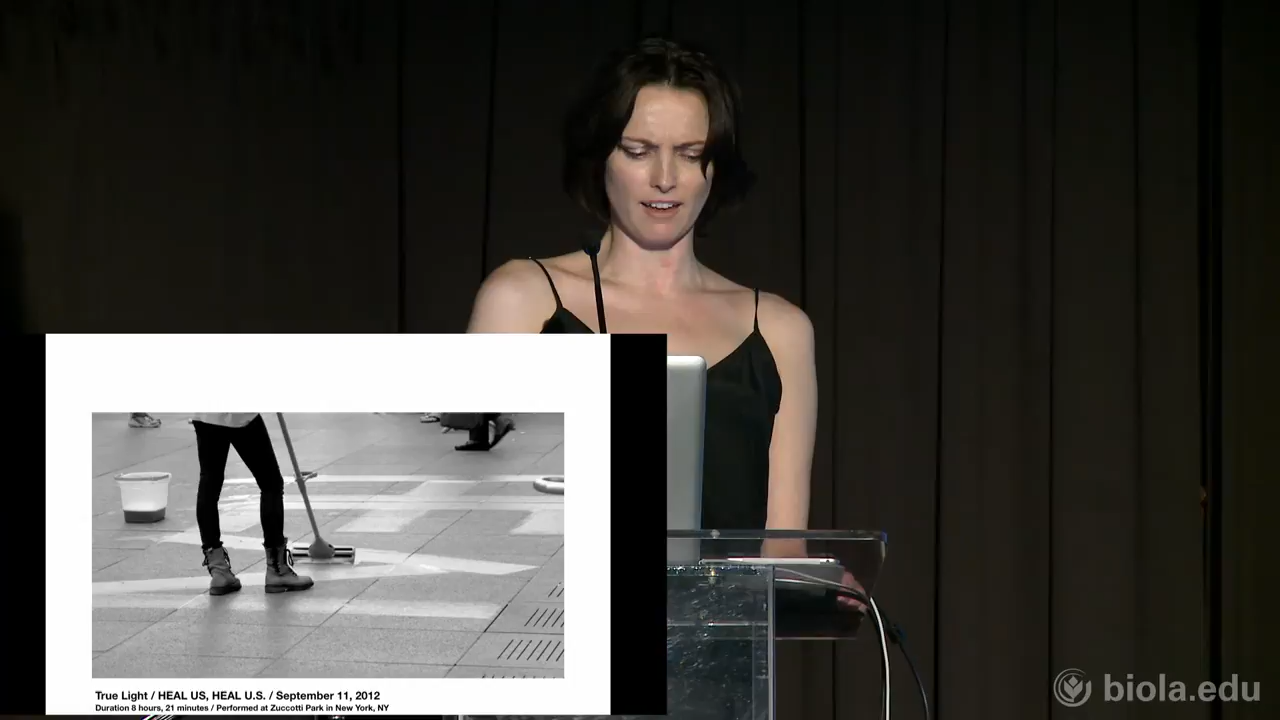 True Light / HEAL US, HEAL U.S. / September 11, 2012
Duration 8 hours, 21 minutes / Performed at Zuccotti Park in New York, NY
biola.edu